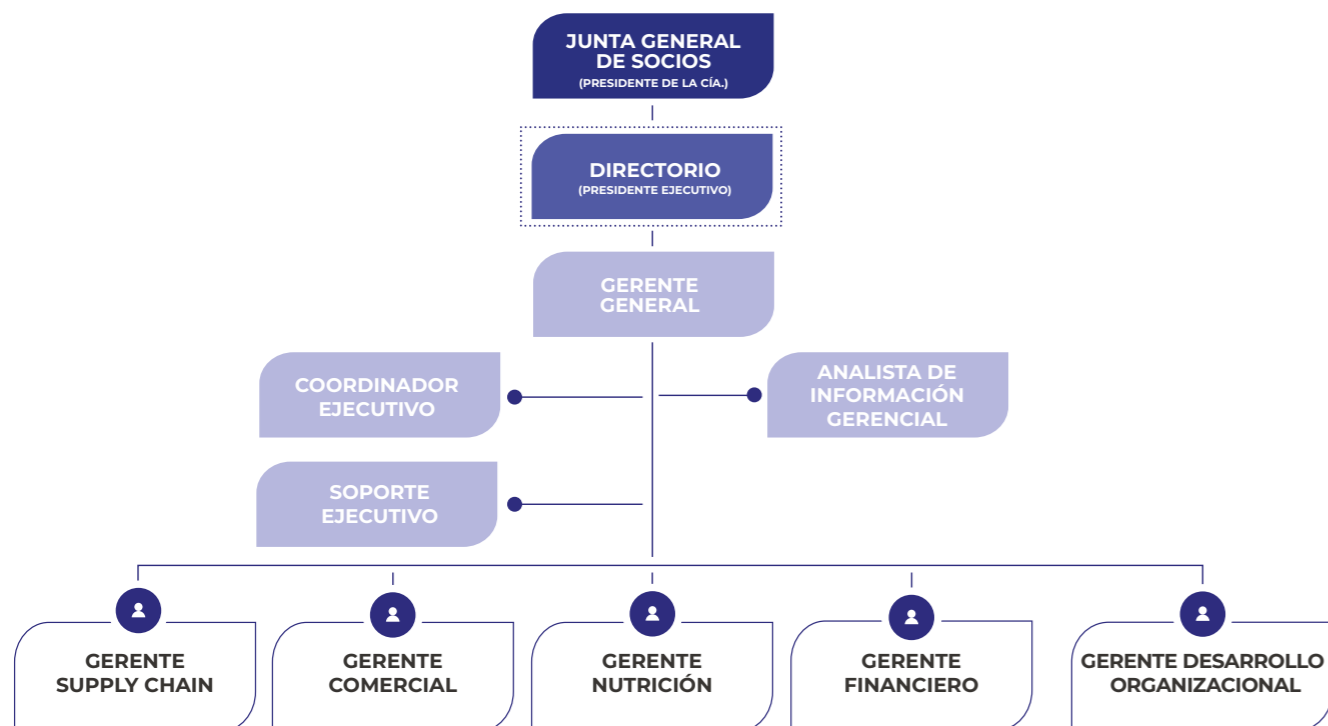 JUNTA GENERAL
DE SOCIOS
(PRESIDENTE DE LA CÍA.)
DIRECTORIO
(PRESIDENTE EJECUTIVO)
GERENTE
GENERAL
COORDINADOR
EJECUTIVO
ANALISTA DE
INFORMACIÓN
GERENCIAL
SOPORTE
EJECUTIVO
GERENTE
SUPPLY CHAIN
GERENTE
COMERCIAL
GERENTE
NUTRICIÓN
GERENTE
FINANCIERO
GERENTE DESARROLLO
ORGANIZACIONAL